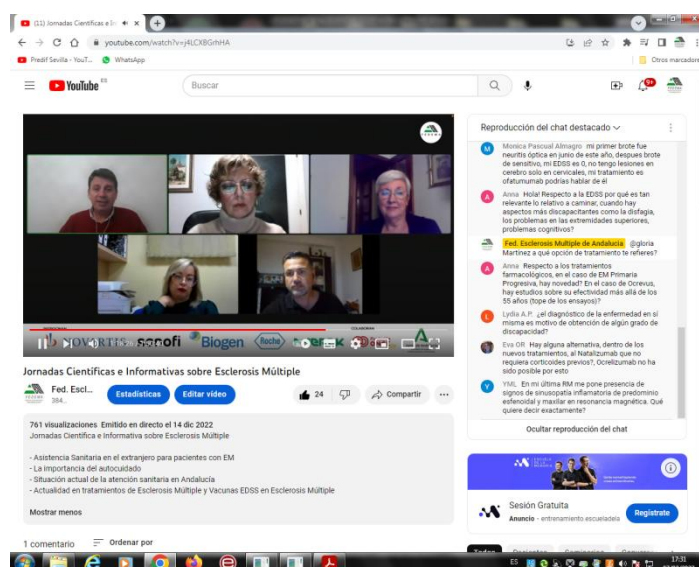 (11) Jornadas Científicas e In
youtube.com/watch?v=j4LCXBGrhHA
Predif Sevilla - YouT...
WhatsApp
Otros marcadore
YouTube ES
Buscar
9+
NOVARTIS sanofi Biogen Roche MERCK
Jornadas Científicas e Informativas sobre Esclerosis Múltiple
Fed. Escl...
384...
Estadísticas
Editar vídeo
24
Compartir
761 visualizaciones Emitido en directo el 14 dic 2022
Jornadas Científica e Informativa sobre Esclerosis Múltiple
- Asistencia Sanitaria en el extranjero para pacientes con EM
- La importancia del autocuidado
- Situación actual de la atención sanitaria en Andalucía
- Actualidad en tratamientos de Esclerosis Múltiple y Vacunas EDSS en Esclerosis Múltiple
Mostrar menos
1 comentario
Ordenar por
Reproducción del chat destacado
M
Monica Pascual Almagro mi primer brote fue
neuritis óptica en junio de este año, despues brote
de sensitivo, mi EDSS es 0, no tengo lesiones en
cerebro solo en cervicales, mi tratamiento es
ofatumumab podrías hablar de él
A
Anna Hola! Respecto a la EDSS por qué es tan
relevante lo relativo a caminar, cuando hay
aspectos más discapacitantes como la disfagia,
los problemas en las extremidades superiores,
problemas cognitivos?
Fed. Esclerosis Multiple de Andalucia @gloria
Martinez a qué opción de tratamiento te refieres?
A
Anna Respecto a los tratamientos
farmacológicos, en el caso de EM Primaria
Progresiva, hay novedad? En el caso de Ocrevus,
hay estudios sobre su efectividad más allá de los
55 años (tope de los ensayos)?
L
Lydia A.P. ¿el diagnóstico de la enfermedad en si
misma es motivo de obtención de algún grado de
discapacidad?
Eva OR Hay alguna alternativa, dentro de los
nuevos tratamientos, al Natalizumab que no
requiera corticoides previos?, Ocrelizumab no ha
sido posible por esto
Y
YML En mi última RM me pone presencia de
signos de sinusopatía inflamatoria de predominio
esfenoidal y maxilar en resonancia magnética. Qué
quiere decir exactamente?
Ocultar reproducción del chat
Sesión Gratuita
Anuncio - entrenamiento.escueladela
Regístrate
Todos
ES
17:31